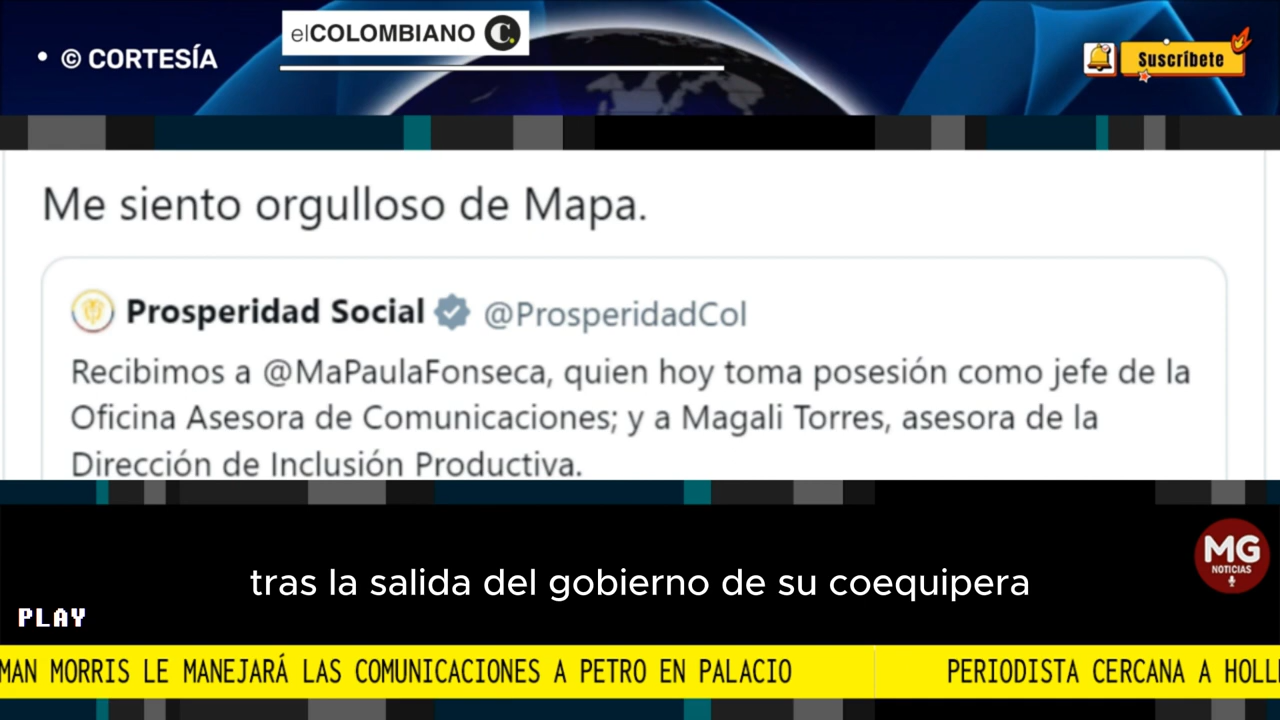 • © CORTESÍA
elCOLOMBIANO C.
Suscríbete
Me siento orgulloso de Mapa.
Prosperidad Social @ProsperidadCol
Recibimos a @MaPaulaFonseca, quien hoy toma posesión como jefe de la
Oficina Asesora de Comunicaciones; y a Magali Torres, asesora de la
Dirección de Inclusión Productiva.
MG
NOTICIAS
tras la salida del gobierno de su coequipera
PLAY
MAN MORRIS LE MANEJARÁ LAS COMUNICACIONES A PETRO EN PALACIO PERIODISTA CERCANA A HOLL